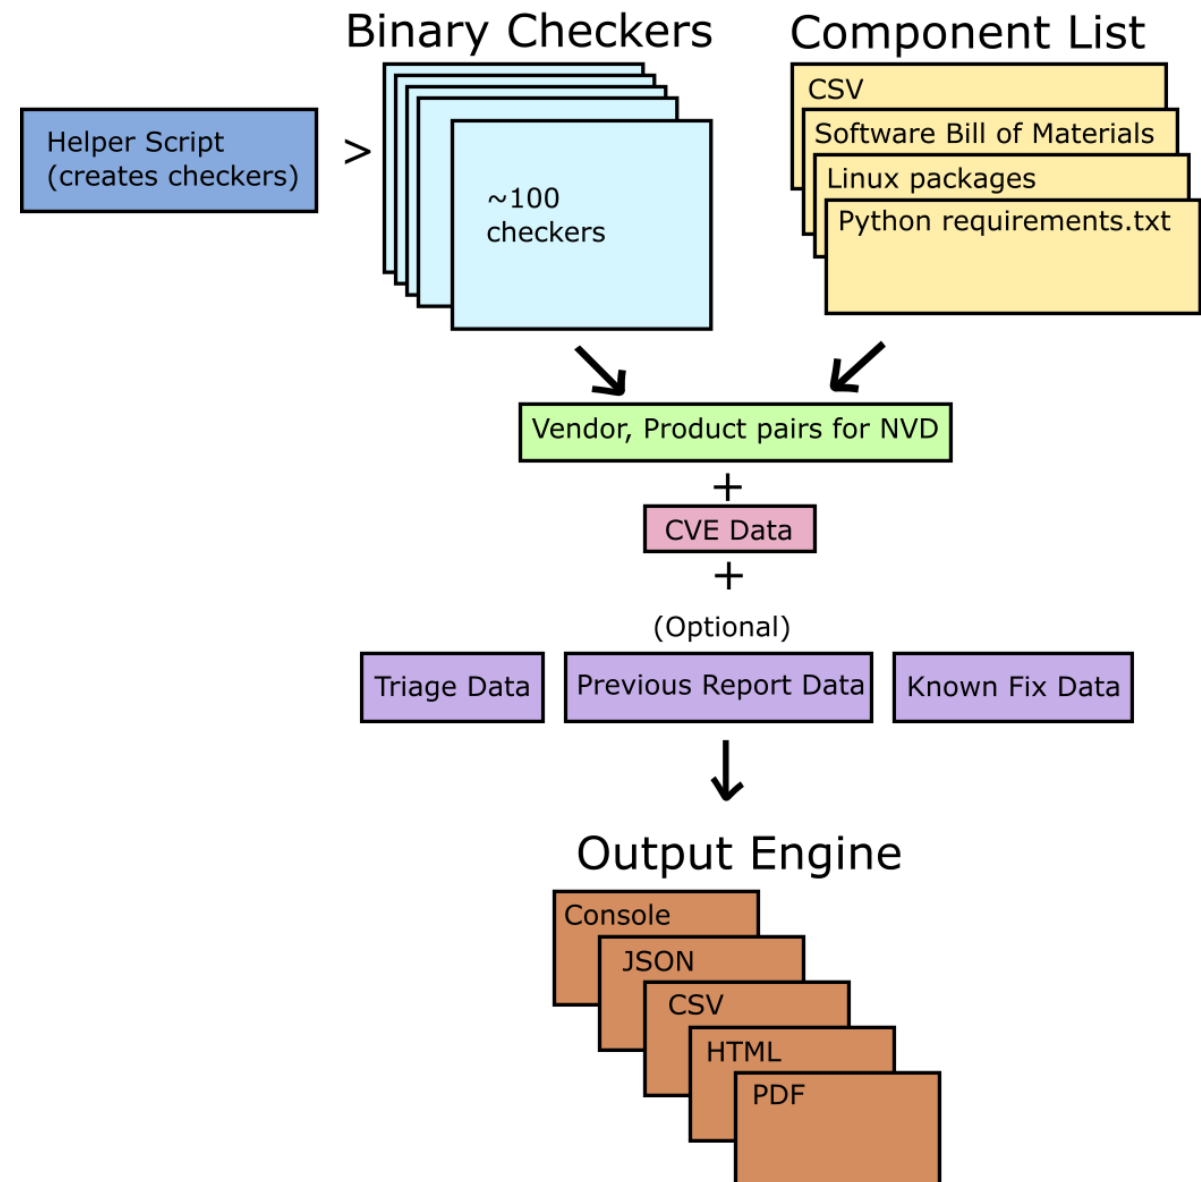 Binary Checkers
Component List
Helper Script
(creates checkers)
>
~100
checkers
CSV
Software Bill of Materials
Linux packages
Python requirements.txt
Vendor, Product pairs for NVD
+
CVE Data
+
(Optional)
Triage Data
Previous Report Data
Known Fix Data
Output Engine
Console
JSON
CSV
HTML
PDF